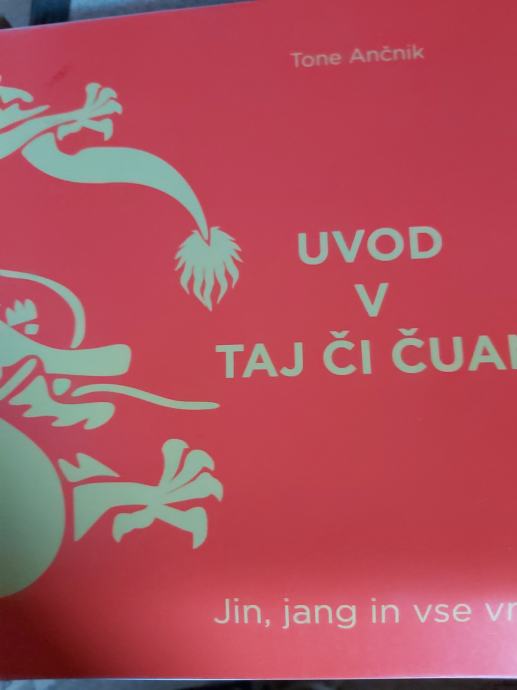 Tone Ančnik
UVOD
V
TAJ ČI
Jin, jang in vse